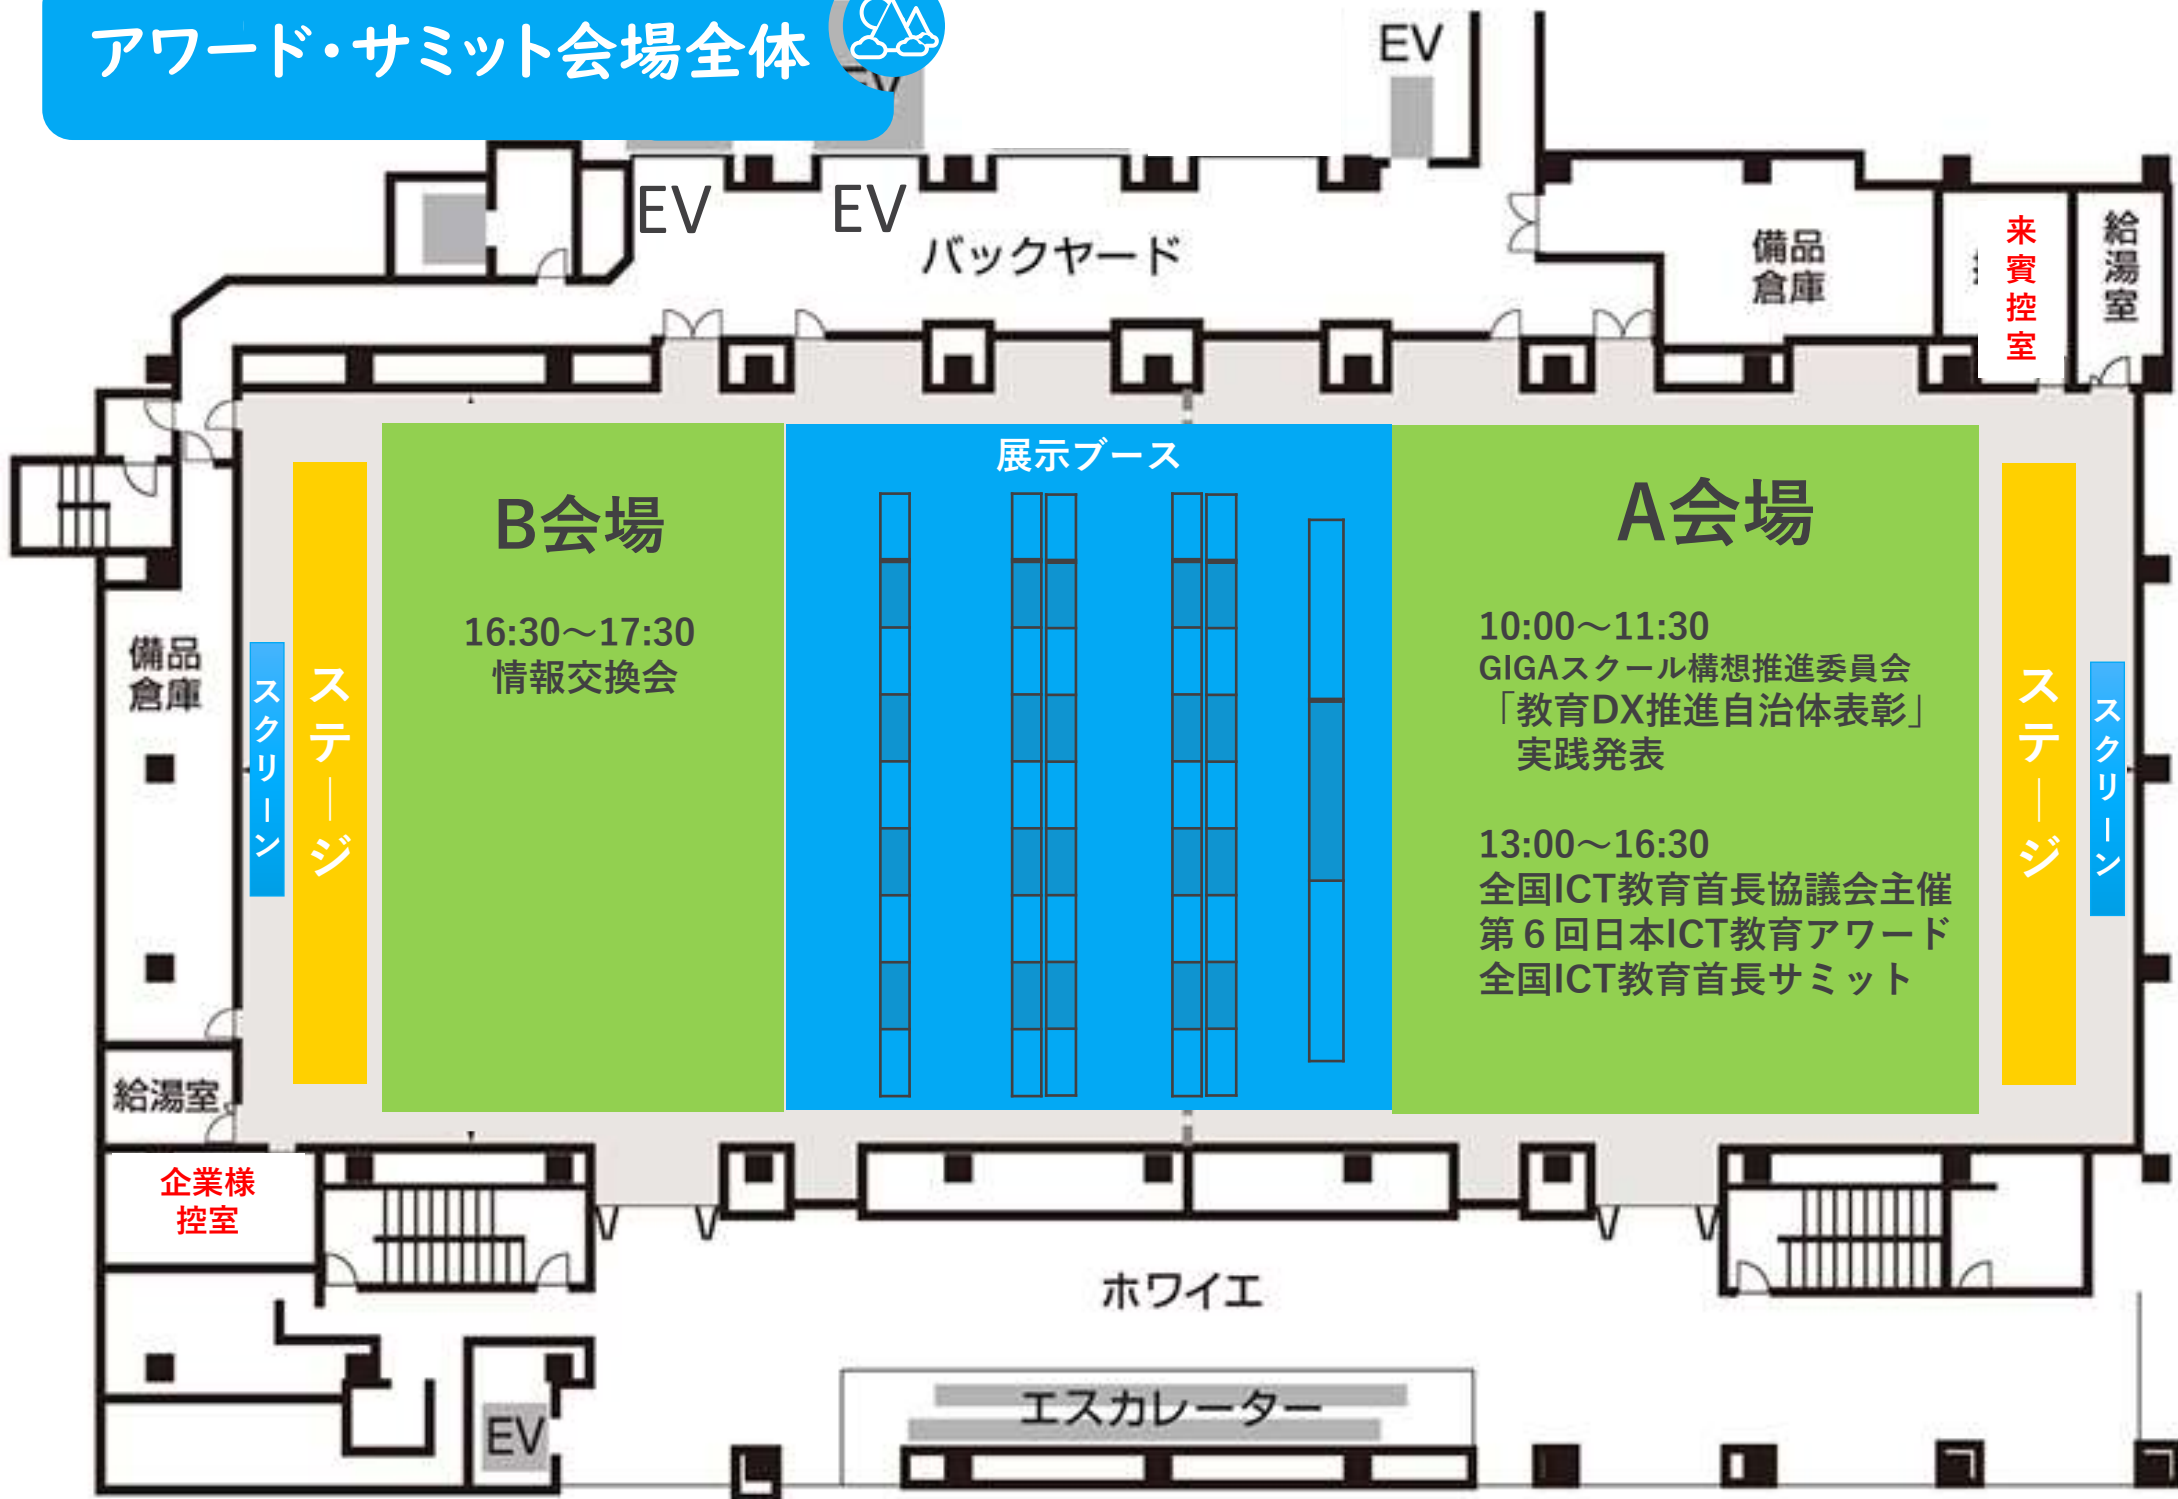 アワード・サミット会場全体
EV
EV
EV
バックヤード
備品
倉庫
来賓控室
給湯室
展示ブース
B会場
16:30～17:30
情報交換会
A会場
10:00～11:30
GIGAスクール構想推進委員会
「教育DX推進自治体表彰」
実践発表
13:00～16:30
全国ICT教育首長協議会主催
第６回日本ICT教育アワード
全国ICT教育首長サミット
備品
倉庫
スクリーン
ステージ
ステージ
スクリーン
給湯室
企業様
控室
ホワイエ
エスカレーター
EV